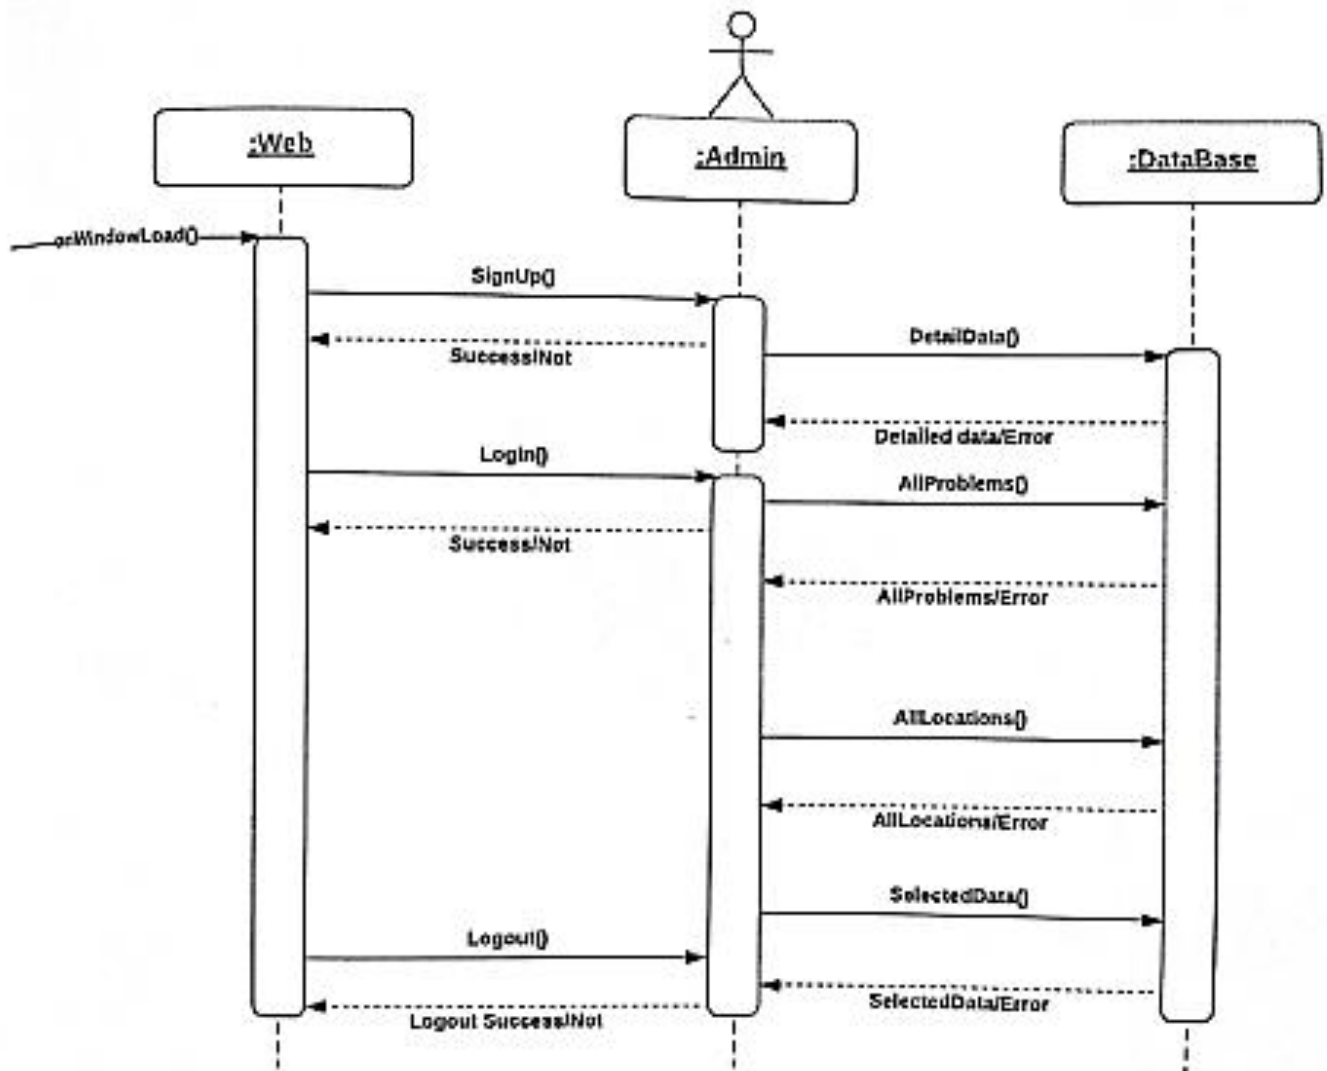 :Web
:Admin
:DataBase
onWindowLoad()
SignUp()
Success/Not
DetailData()
Detailed data/Error
LogIn()
AllProblems()
Success/Not
AllProblems/Error
AllLocations()
AllLocations/Error
SelectedData()
Logout()
SelectedData/Error
Logout Success/Not